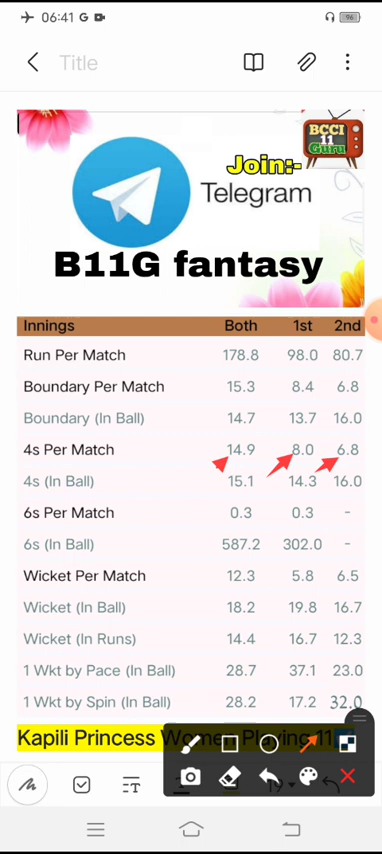 06:41 G 96
Title
BCCI
11
Guru
Join:-
Telegram
B11G fantasy
Innings Both 1st 2nd
Run Per Match 178.8 98.0 80.7
Boundary Per Match 15.3 8.4 6.8
Boundary (In Ball) 14.7 13.7 16.0
4s Per Match 14.9 8.0 6.8
4s (In Ball) 15.1 14.3 16.0
6s Per Match 0.3 0.3 -
6s (In Ball) 587.2 302.0 -
Wicket Per Match 12.3 5.8 6.5
Wicket (In Ball) 18.2 19.8 16.7
Wicket (In Runs) 14.4 16.7 12.3
1 Wkt by Pace (In Ball) 28.7 37.1 23.0
1 Wkt by Spin (In Ball) 28.2 17.2 32.0
Kapili Princess Women Playing 11